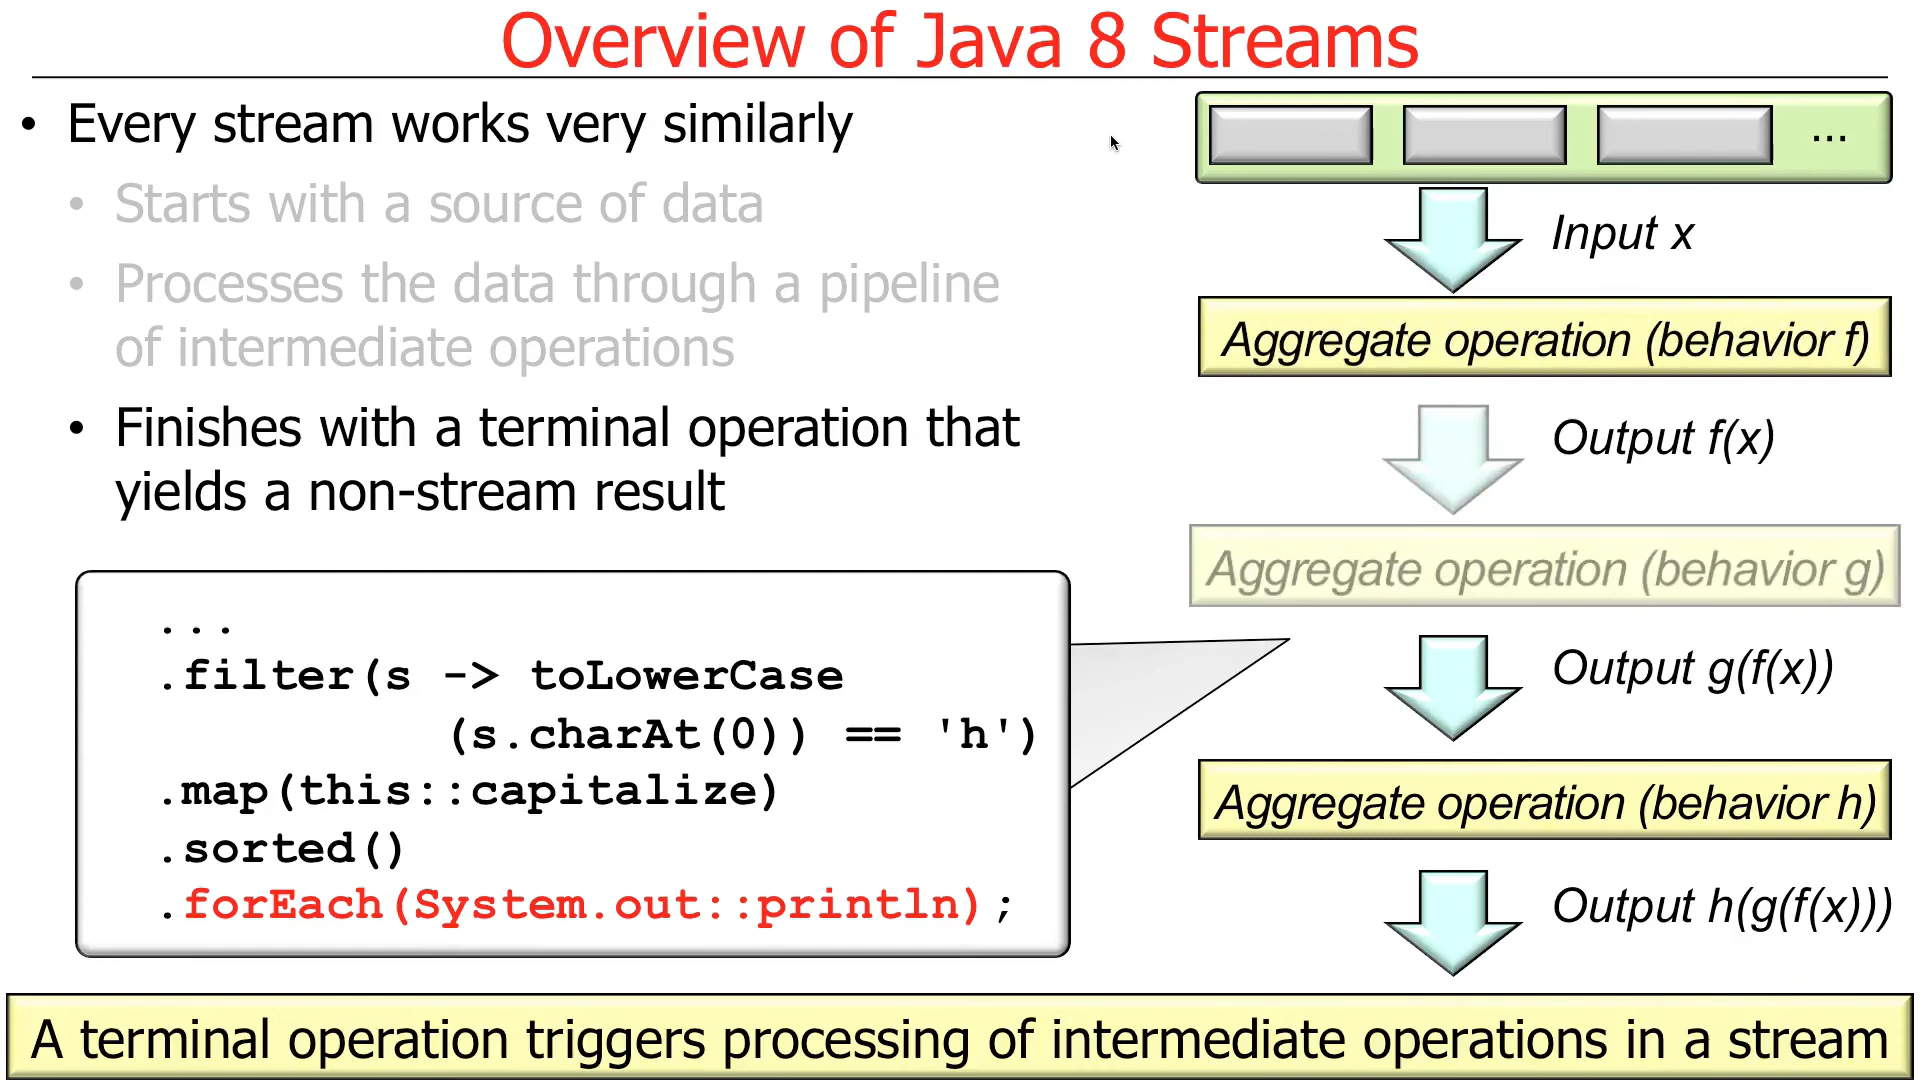 Overview of Java 8 Streams
• Every stream works very similarly
• Starts with a source of data
• Processes the data through a pipeline
of intermediate operations
• Finishes with a terminal operation that
yields a non-stream result
...
.filter(s -> toLowerCase
(s.charAt(0)) == 'h')
.map(this::capitalize)
.sorted()
.forEach(System.out::println);
...
Input x
Aggregate operation (behavior f)
Output f(x)
Aggregate operation (behavior g)
Output g(f(x))
Aggregate operation (behavior h)
Output h(g(f(x)))
A terminal operation triggers processing of intermediate operations in a stream